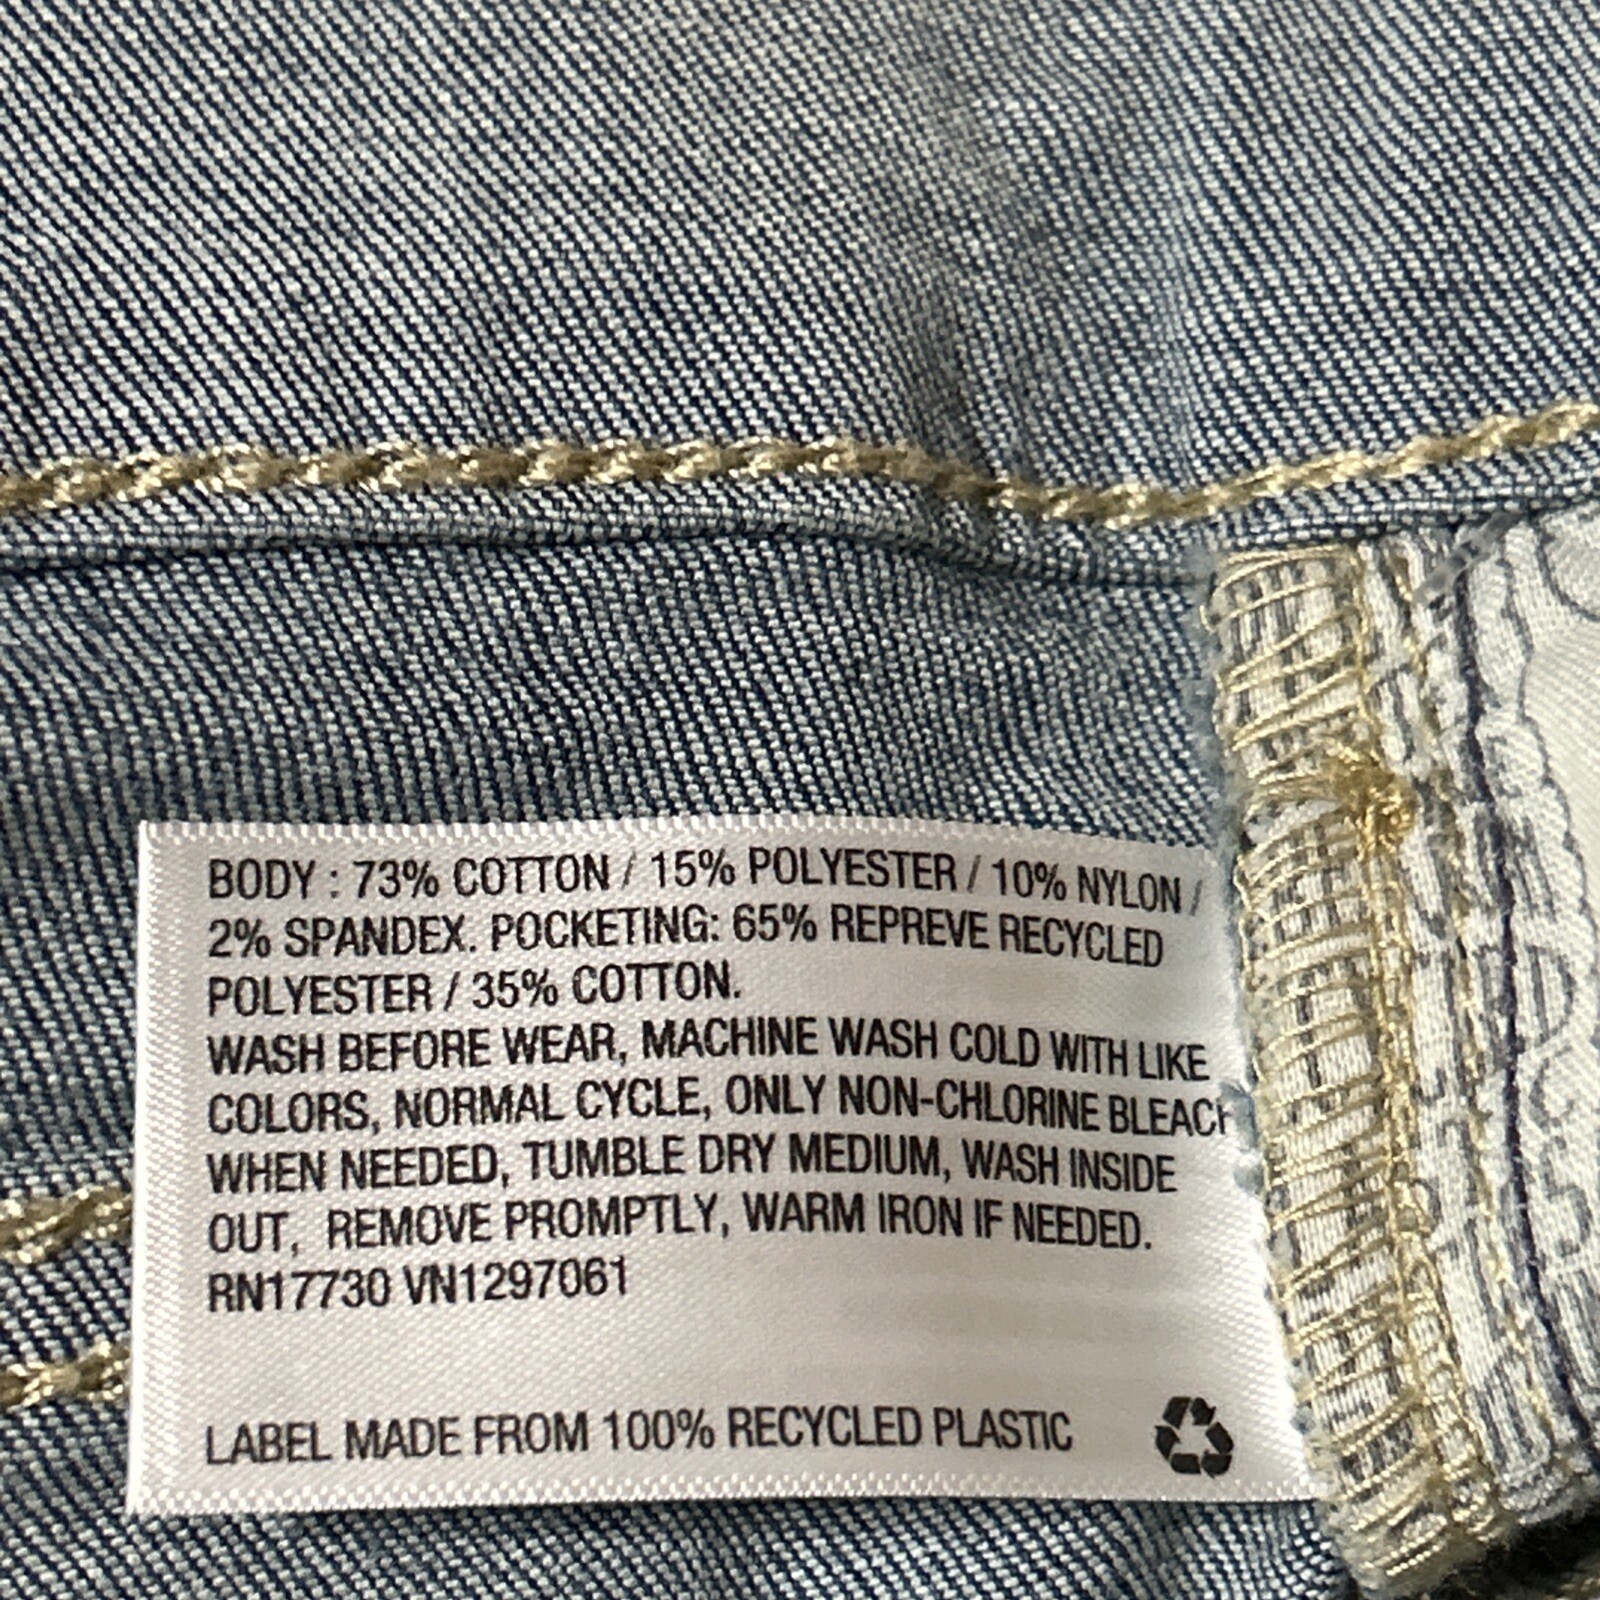 BODY : 73% COTTON / 15% POLYESTER / 10% NYLON /
2% SPANDEX. POCKETING: 65% REPREVE RECYCLED
POLYESTER / 35% COTTON.
WASH BEFORE WEAR, MACHINE WASH COLD WITH LIKE
COLORS, NORMAL CYCLE, ONLY NON-CHLORINE BLEACH
WHEN NEEDED, TUMBLE DRY MEDIUM, WASH INSIDE
OUT, REMOVE PROMPTLY, WARM IRON IF NEEDED.
RN17730 VN1297061
LABEL MADE FROM 100% RECYCLED PLASTIC